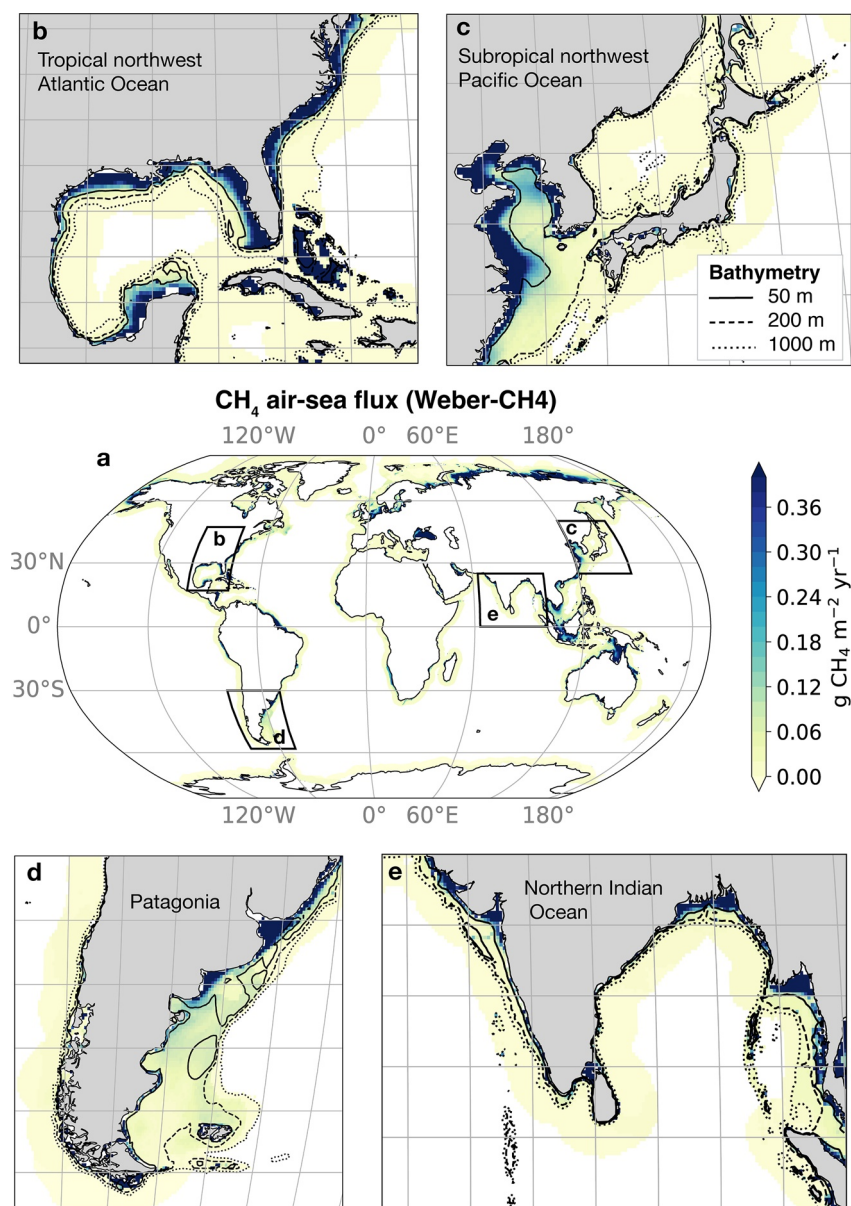 b
Tropical northwest
Atlantic Ocean
c
Subropical northwest
Pacific Ocean
Bathymetry
50 m
200 m
1000 m
CH₄ air-sea flux (Weber-CH4)
120°W 0° 60°E 180°
a
b
c
e
d
30°N
0°
30°S
120°W 0° 60°E 180°
0.36
0.30
0.24
0.18
0.12
0.06
0.00
g CH₄ m⁻² yr⁻¹
d
Patagonia
e
Northern Indian
Ocean